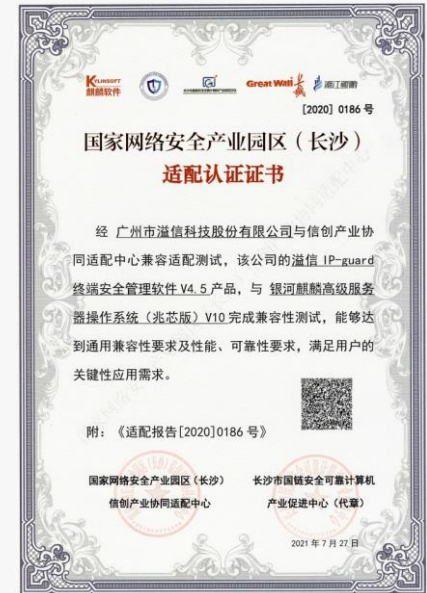 KYLINSOFT
麒麟软件
Great Wall 长城
[2020] 0186 号
国家网络安全产业园区（长沙）
适配认证证书
经 广州市溢信科技股份有限公司与信创产业协
同适配中心兼容适配测试，该公司的溢信 IP-guard
终端安全管理软件 V4.5 产品，与 银河麒麟高级服务
器操作系统（兆芯版）V10 完成兼容性测试，能够达
到通用兼容性要求及性能、可靠性要求，满足用户的
关键性应用需求。
附：《适配报告[2020]0186 号》
国家网络安全产业园区（长沙）
信创产业协同适配中心
长沙市国链安全可靠计算机
产业促进中心（代章）
2021 年 7 月 27 日